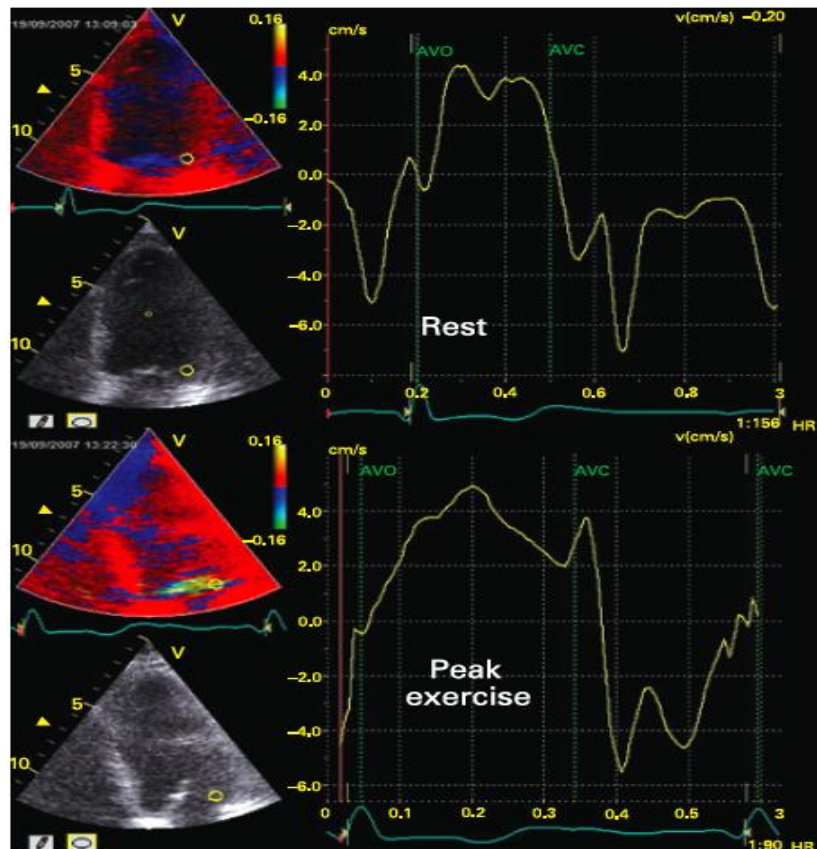 19/09/2007 13:09:03
V
0.16
-0.16
5
10
V
5
10
cm/s
v(cm/s) -0.20
AVO
AVC
4.0
2.0
0.0
-2.0
-4.0
-6.0
Rest
0
0.2
0.4
0.6
0.8
3
1:156 HR
19/09/2007 13:22:30
V
0.16
-0.16
5
10
V
5
10
cm/s
v(cm/s)
AVO
AVC
AVC
4.0
2.0
0.0
-2.0
-4.0
-6.0
Peak
exercise
0
0.1
0.2
0.3
0.4
0.5
3
1:90 HR